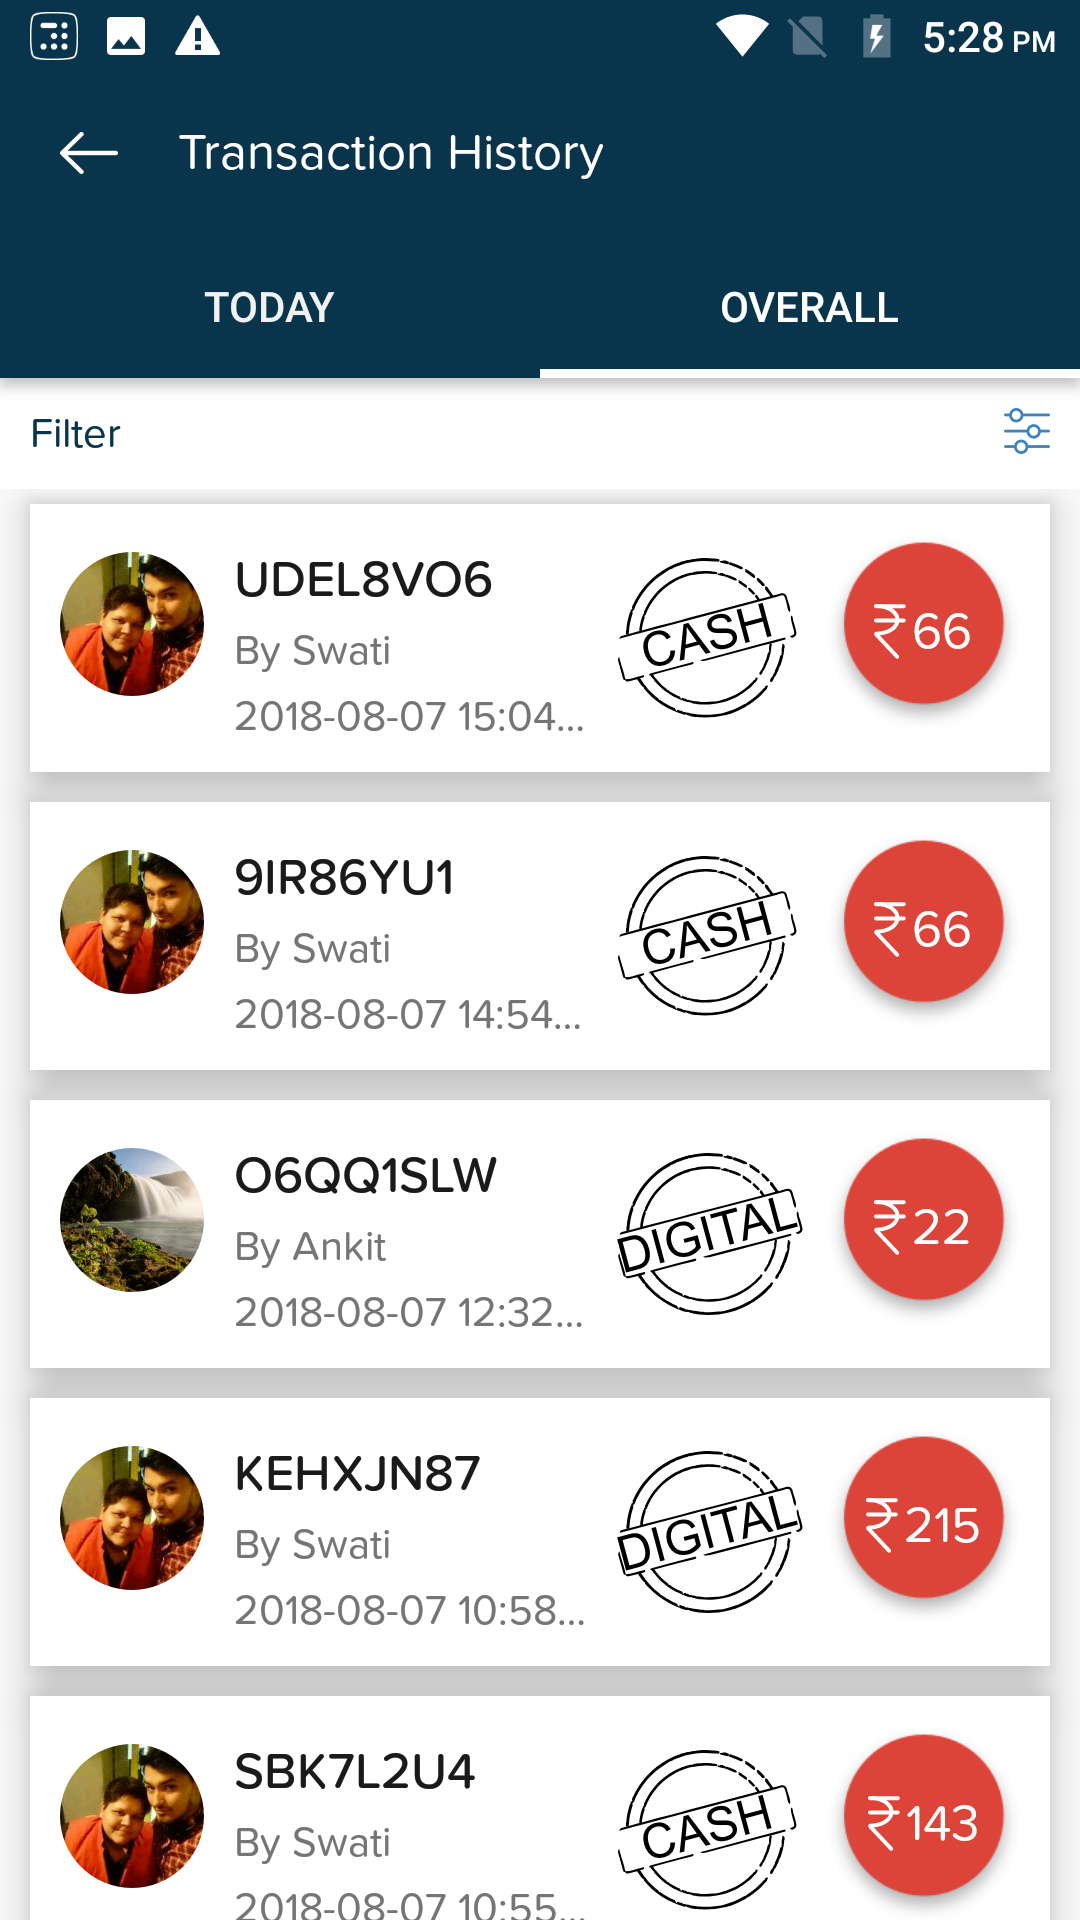 5:28 PM
Transaction History
TODAY
OVERALL
Filter
UDEL8VO6
By Swati
2018-08-07 15:04...
CASH
₹66
9IR86YU1
By Swati
2018-08-07 14:54...
CASH
₹66
O6QQ1SLW
By Ankit
2018-08-07 12:32...
DIGITAL
₹22
KEHXJN87
By Swati
2018-08-07 10:58...
DIGITAL
₹215
SBK7L2U4
By Swati
2018-08-07 10:55...
CASH
₹143